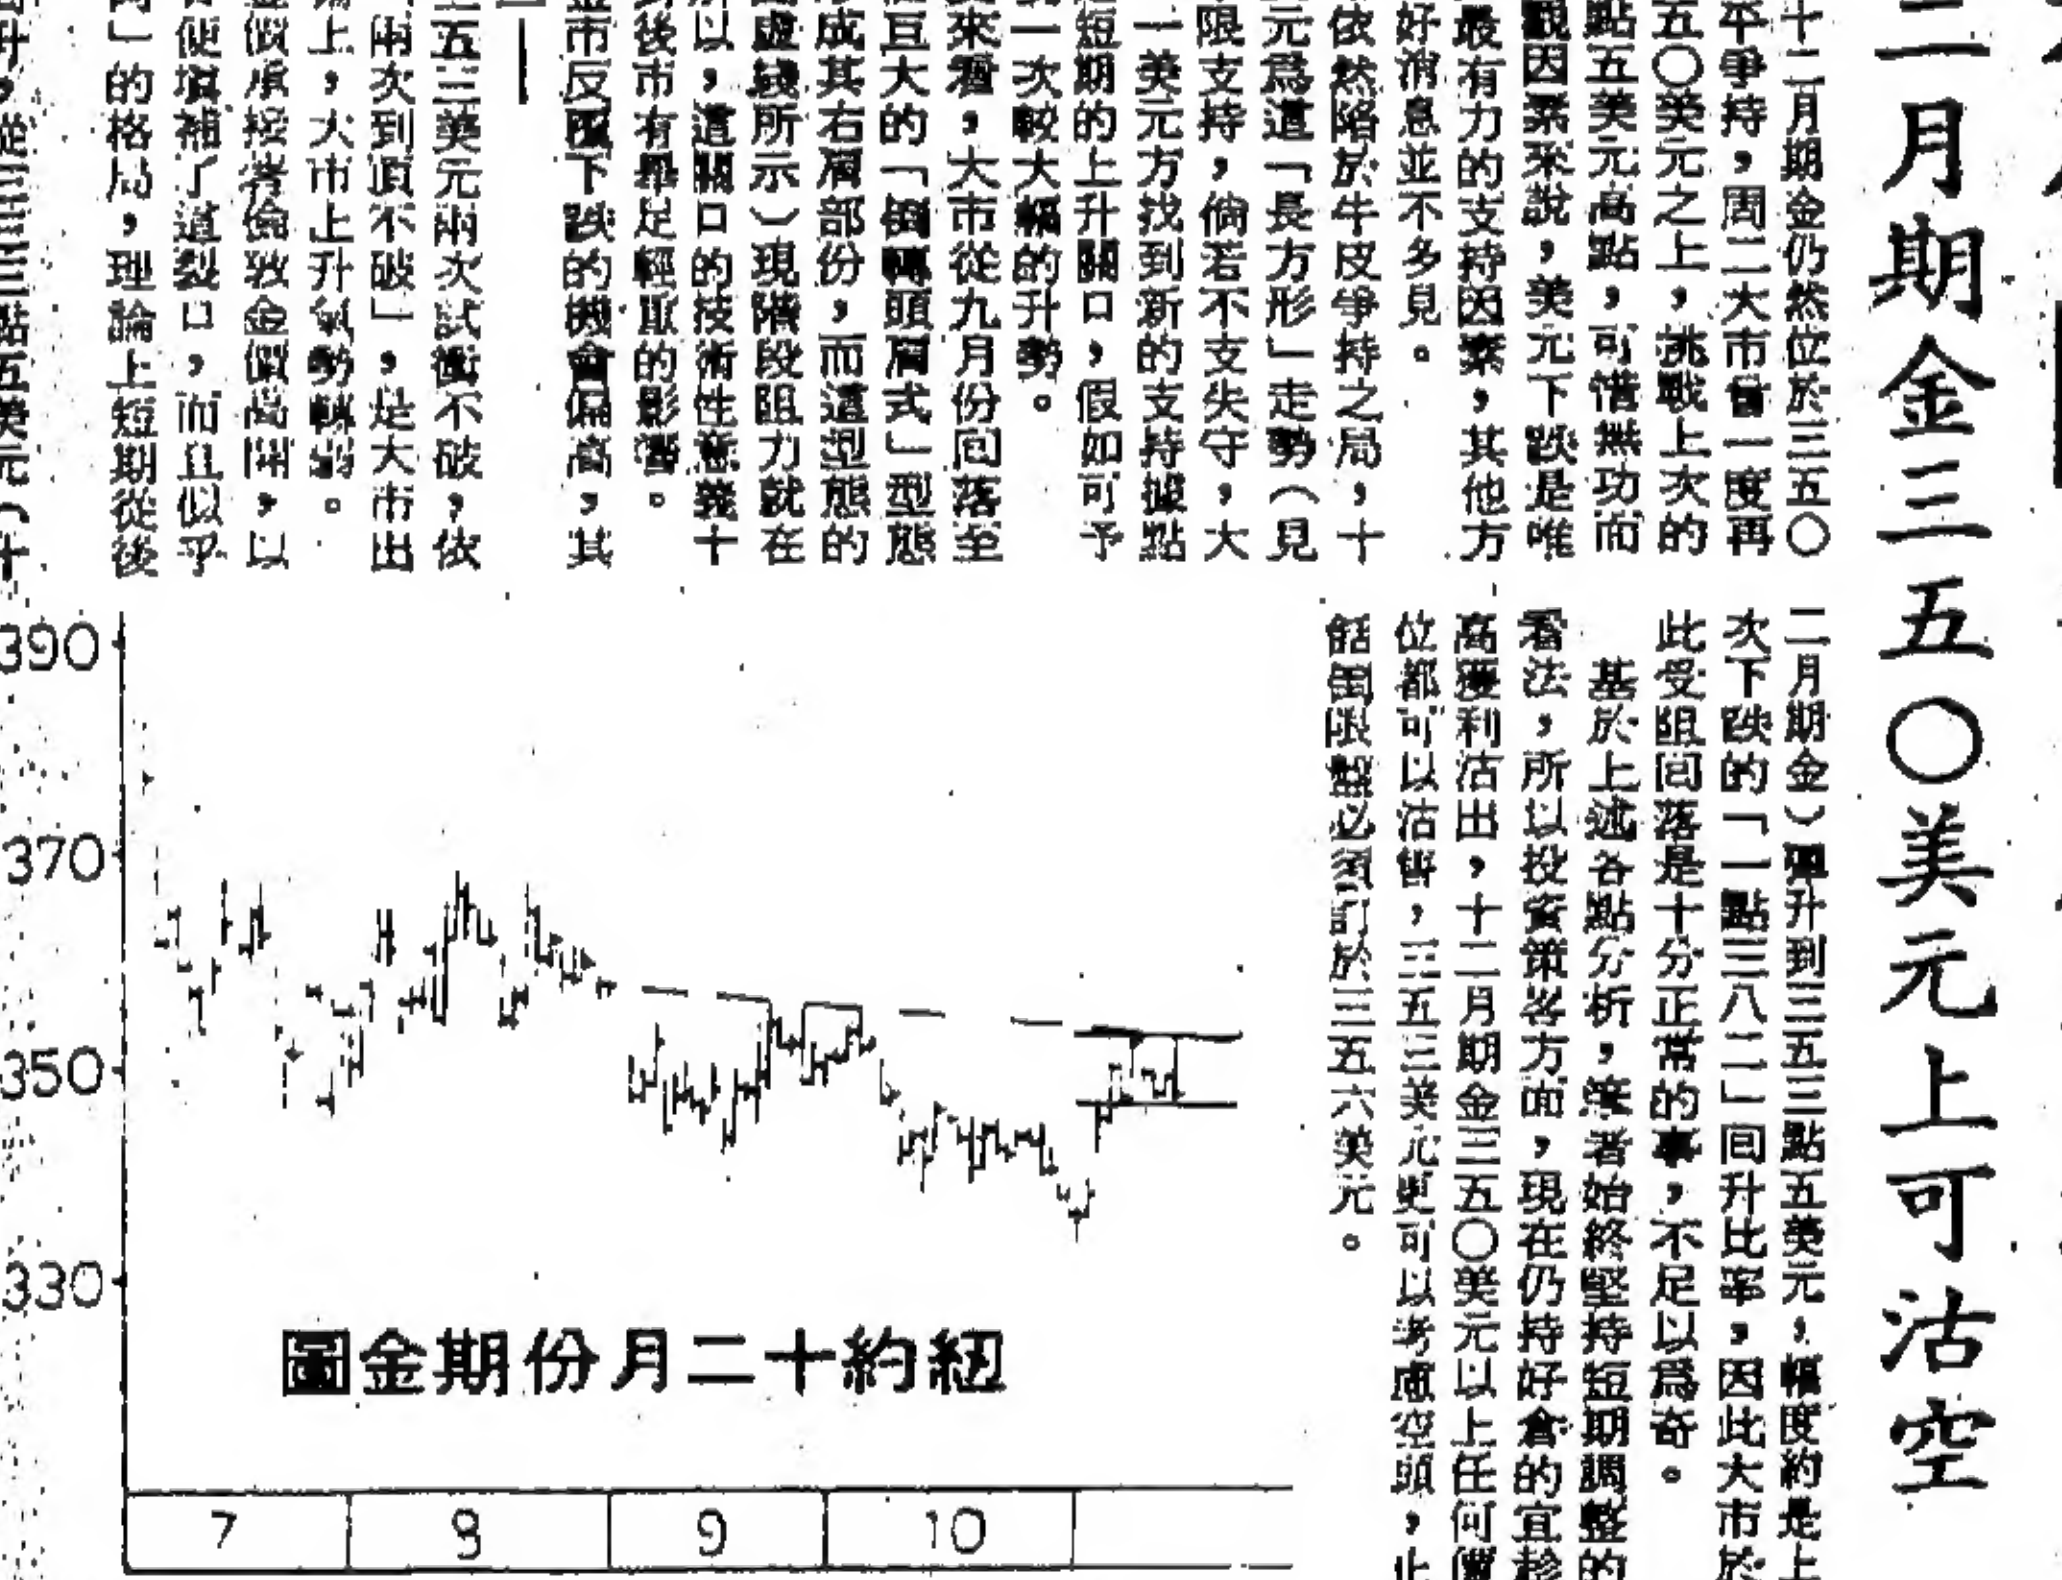 二月期金三五〇美元上可沽空
十二月期金仍然位於三五〇
平爭持，周二大市曾一度再
五〇美元之上，挑戰上次的
點五美元高點，可惜無功而
觀因素來說，美元下跌是唯
最有力的支持因素，其他方
好消息並不多見。
依然陷於牛皮爭持之局，十
元爲這「長方形」走勢（見
限支持，倘若不支失守，大
一美元方找到新的支持據點
短期的上升關口，假如可予
一次較大幅的升勢。
來看，大市從九月份回落至
巨大的「倒轉頭肩式」型態
成其右肩部份，而這型態的
虛綫所示）現階段阻力就在
以，這關口的技術性意義十
後市有舉足輕重的影響。
金市反覆下跌的機會偏高，其
五三美元兩次試衝不破，依
兩次到頂不破」，是大市出
上，大市上升氣勢轉弱。
假承接着倫敦金價高開，以
便填補了這裂口，而且似乎
」的格局，理論上短期從後
升，從三三三點五美元（十
二月期金）彈升到三五三點五美元，幅度約是上
次下跌的「一點三八二」回升比率，因此大市於
此受阻回落是十分正常的事，不足以爲奇。
基於上述各點分析，筆者始終堅持短期調整的
看法，所以投資策畧方面，現在仍持好倉的宜趁
高獲利沽出，十二月期金三五〇美元以上任何價
位都可以沽售，三五三美元更可以考慮空頭，止
蝕限盤必須訂於三五六美元。
390
370
350
330
圖金期份月二十約紐
7
8
9
10